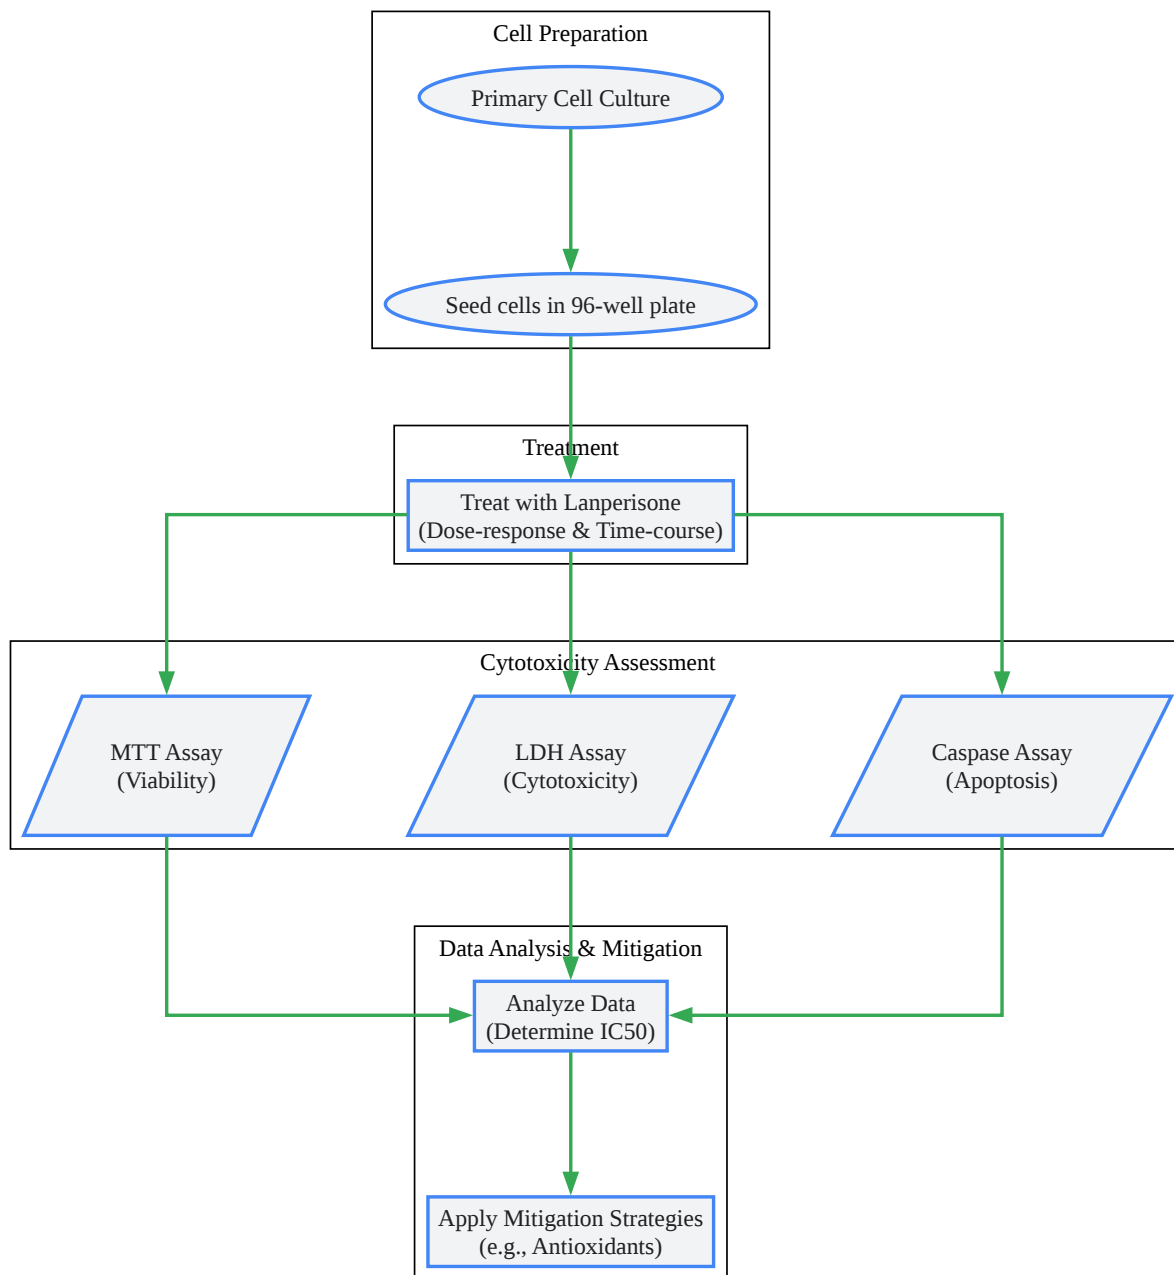 Cell Preparation
Primary Cell Culture
Seed cells in 96-well plate
Treatment
Treat with Lanperisone
(Dose-response & Time-course)
Cytotoxicity Assessment
MTT Assay
(Viability)
LDH Assay
(Cytotoxicity)
Caspase Assay
(Apoptosis)
Data Analysis & Mitigation
Analyze Data
(Determine IC50)
Apply Mitigation Strategies
(e.g., Antioxidants)